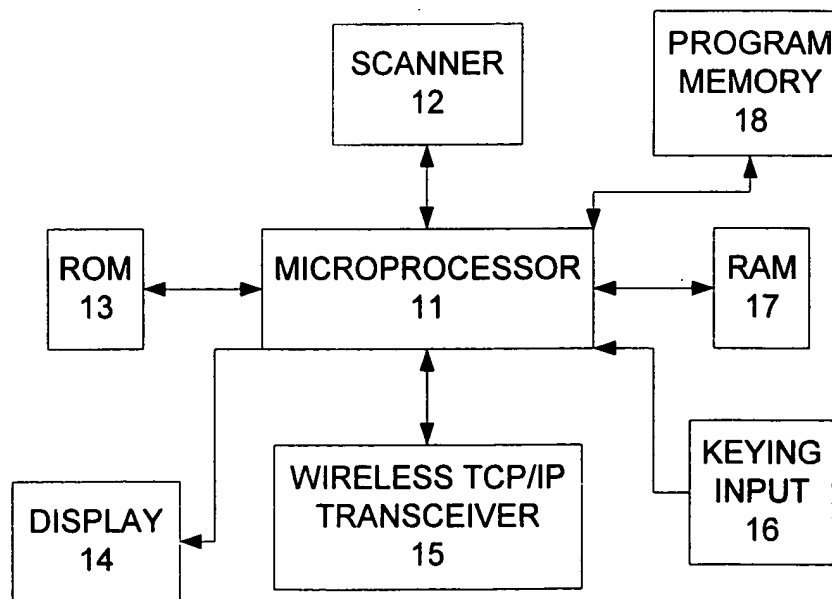 SCANNER
12
PROGRAM
MEMORY
18
ROM
13
MICROPROCESSOR
11
RAM
17
DISPLAY
14
WIRELESS TCP/IP
TRANSCEIVER
15
KEYING
INPUT
16